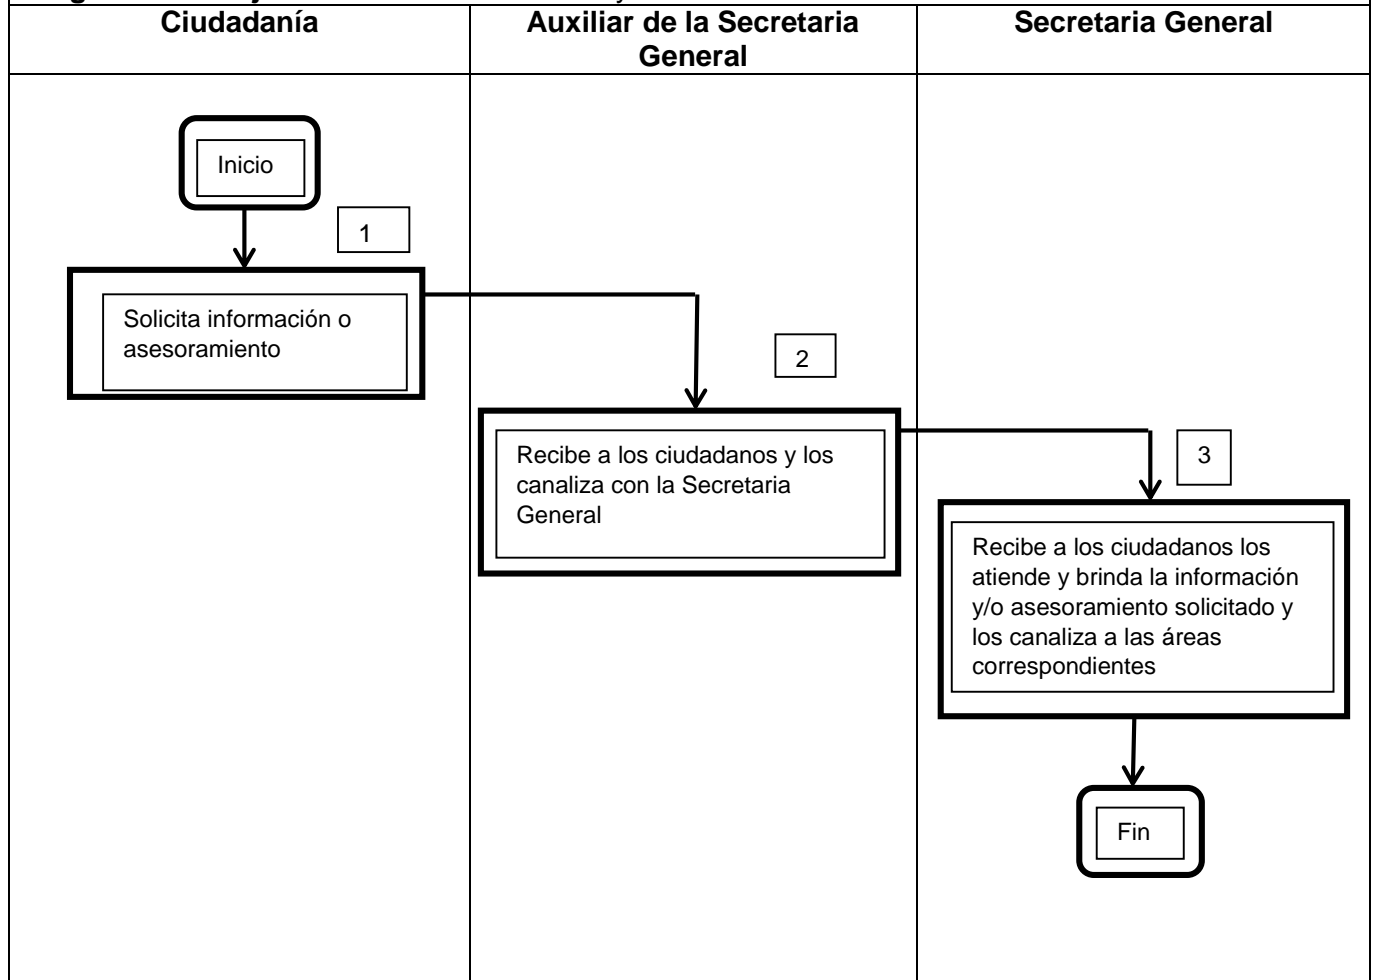 Ciudadanía
Auxiliar de la Secretaria
General
Secretaria General
Inicio
1
Solicita información o
asesoramiento
2
Recibe a los ciudadanos y los
canaliza con la Secretaria
General
3
Recibe a los ciudadanos los
atiende y brinda la información
y/o asesoramiento solicitado y
los canaliza a las áreas
correspondientes
Fin